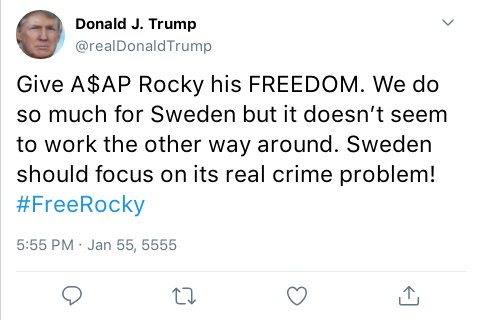 Donald J. Trump
@realDonaldTrump
Give A$AP Rocky his FREEDOM. We do
so much for Sweden but it doesn’t seem
to work the other way around. Sweden
should focus on its real crime problem!
#FreeRocky
5:55 PM · Jan 55, 5555